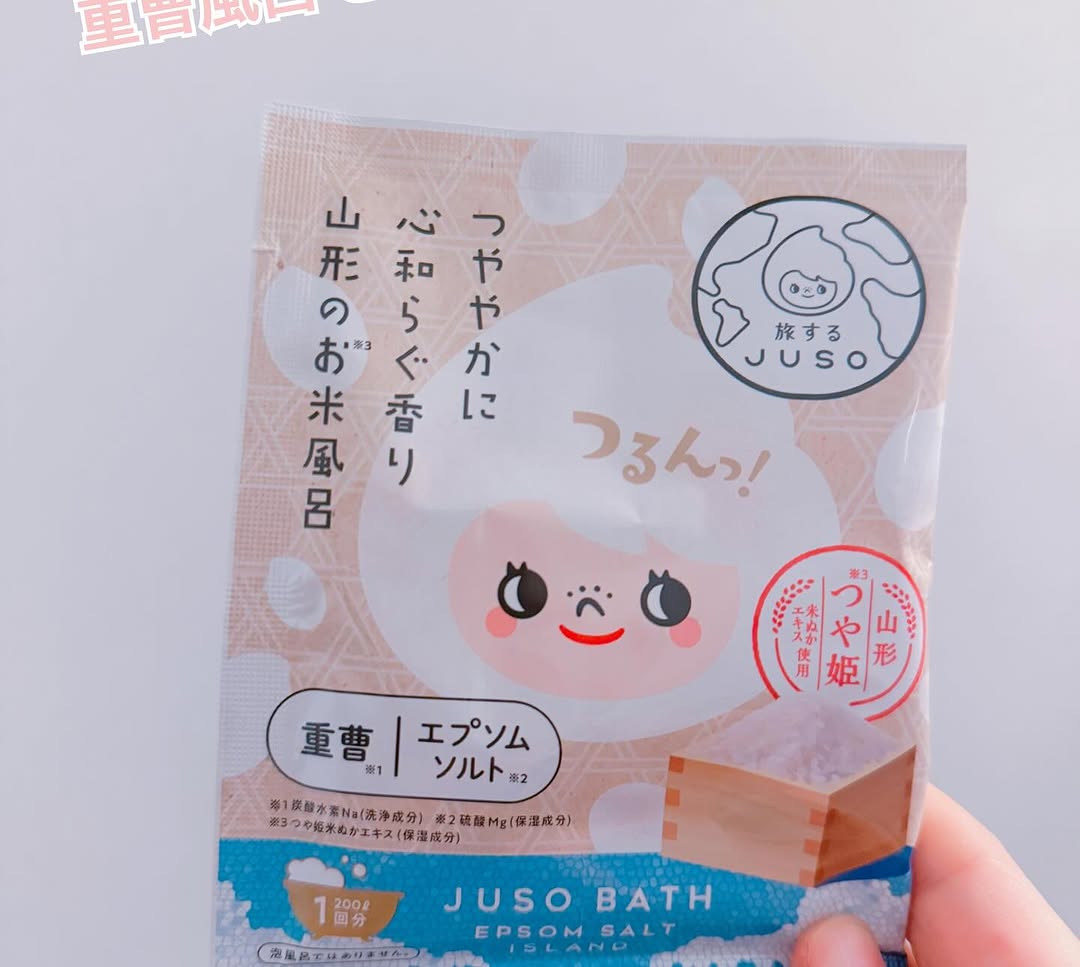 重曹風呂
つややかに
心和らぐ香り
山形のお※3米風呂
旅する
JUSO
つるんっ!
山形
つや姫※3
米ぬか
エキス使用
重曹※1
エプソム
ソルト※2
※1炭酸水素Na(洗浄成分) ※2硫酸Mg(保湿成分)
※3つや姫米ぬかエキス(保湿成分)
1回分
200ℓ
JUSO BATH
EPSOM SALT
ISLAND
泡風呂ではありません。